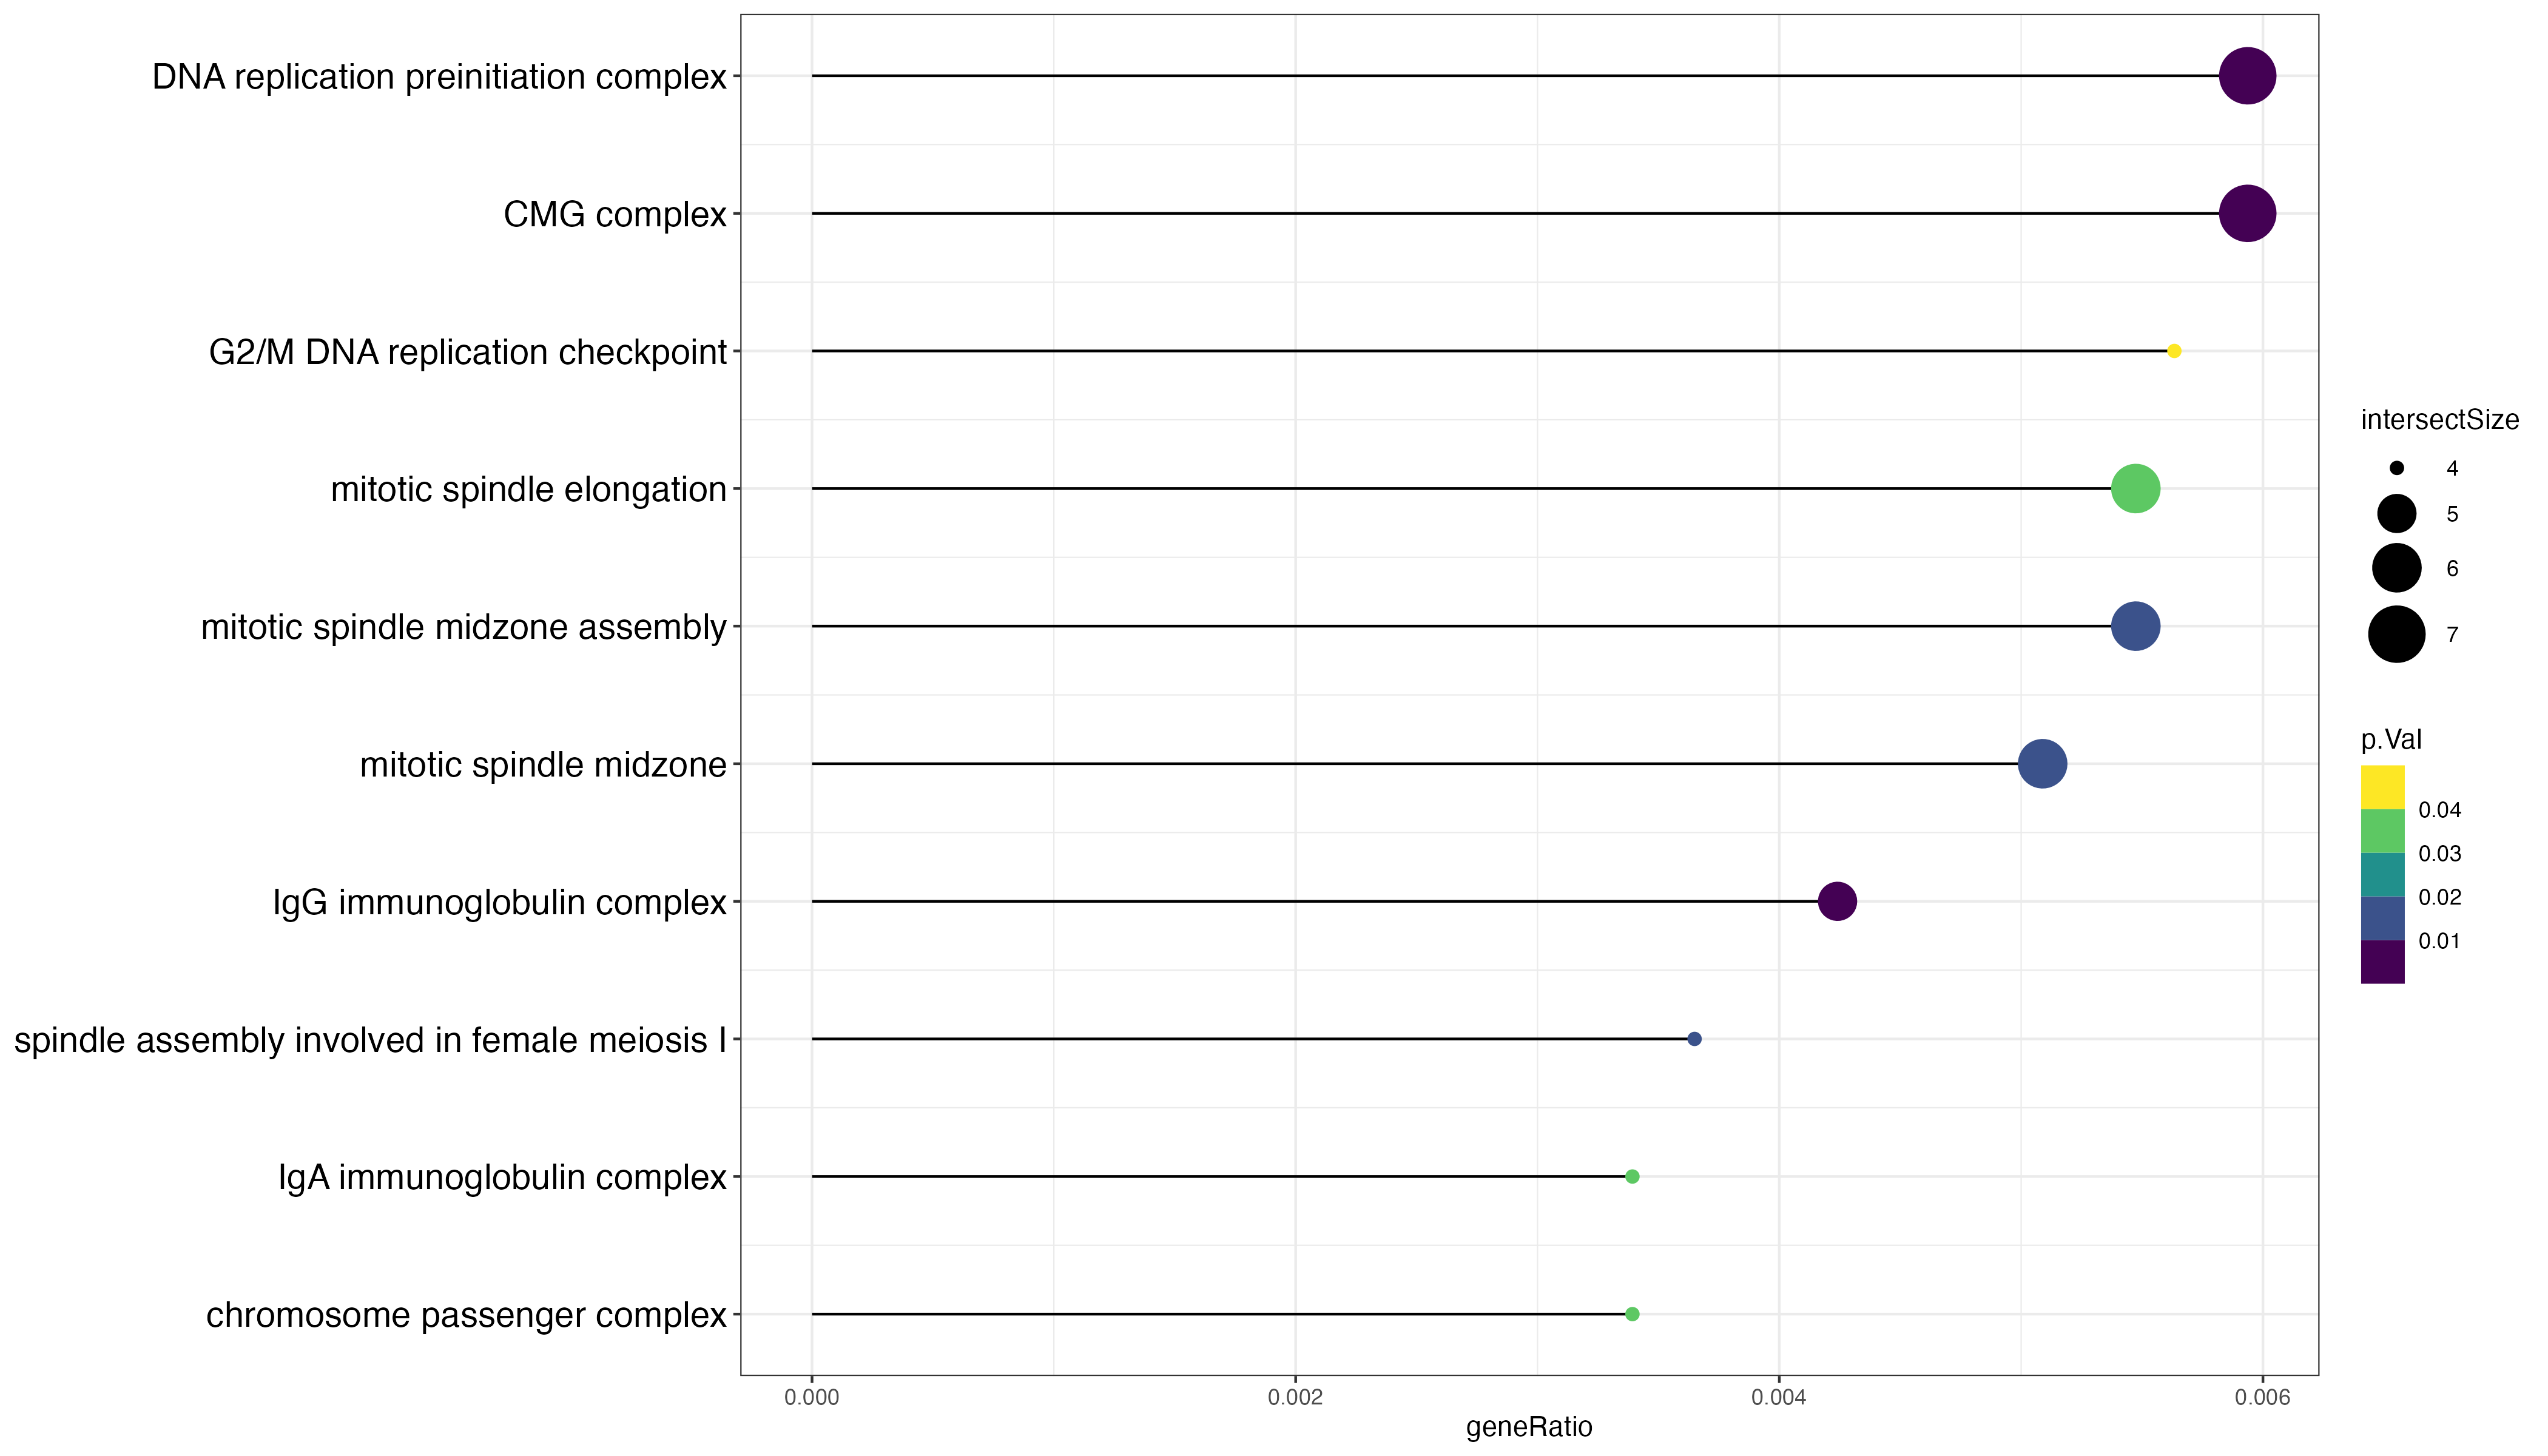 DNA replication preinitiation complex
CMG complex
G2/M DNA replication checkpoint
mitotic spindle elongation
mitotic spindle midzone assembly
mitotic spindle midzone
IgG immunoglobulin complex
spindle assembly involved in female meiosis I
IgA immunoglobulin complex
chromosome passenger complex
0.000 0.002 0.004 0.006
geneRatio
intersectSize
4
5
6
7
p.Val
0.04
0.03
0.02
0.01